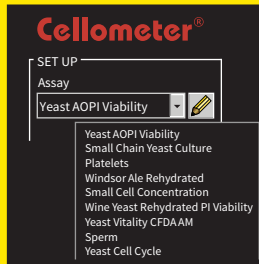 Cellometer®
SET UP
Assay
Yeast AOPI Viability
Yeast AOPI Viability
Small Chain Yeast Culture
Platelets
Windsor Ale Rehydrated
Small Cell Concentration
Wine Yeast Rehydrated PI Viability
Yeast Vitality CFDA AM
Sperm
Yeast Cell Cycle